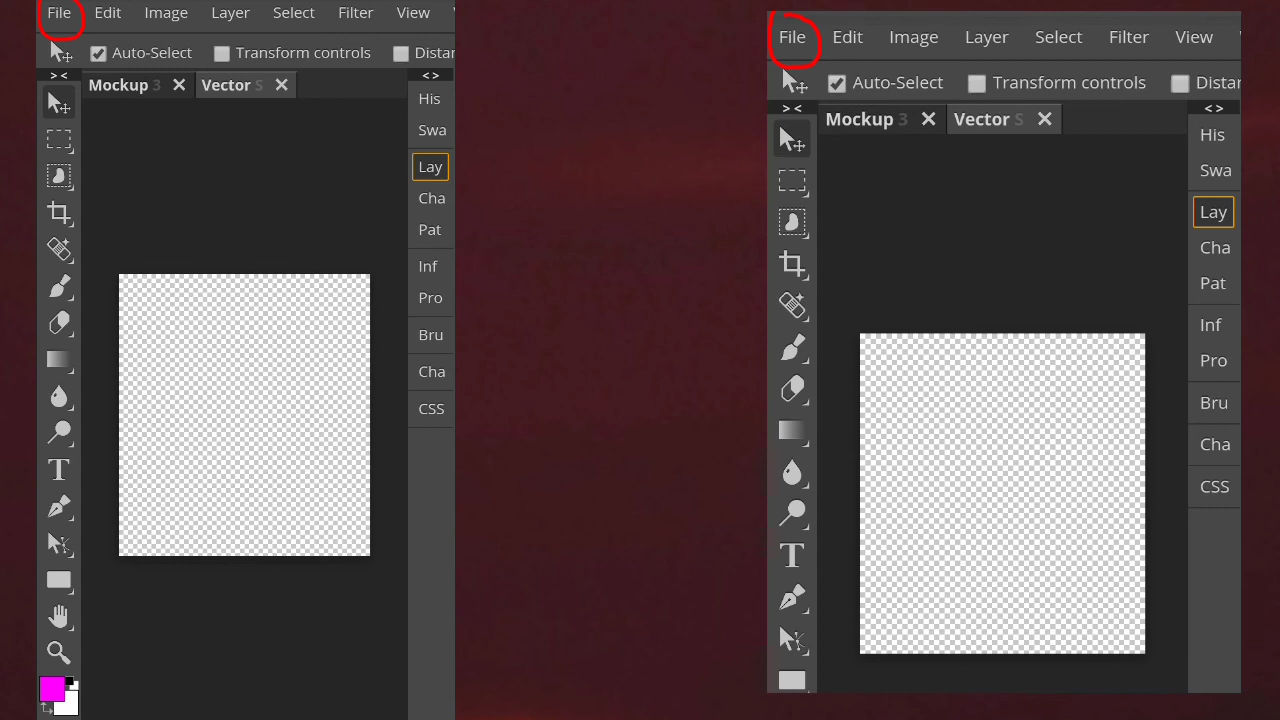 File Edit Image Layer Select Filter View
Auto-Select Transform controls Distar
> < Mockup 3 Vector S < >
His
Swa
Lay
Cha
Pat
Inf
Pro
Bru
Cha
CSS
T
File Edit Image Layer Select Filter View
Auto-Select Transform controls Distar
> < Mockup 3 Vector S < >
His
Swa
Lay
Cha
Pat
Inf
Pro
Bru
Cha
CSS
T